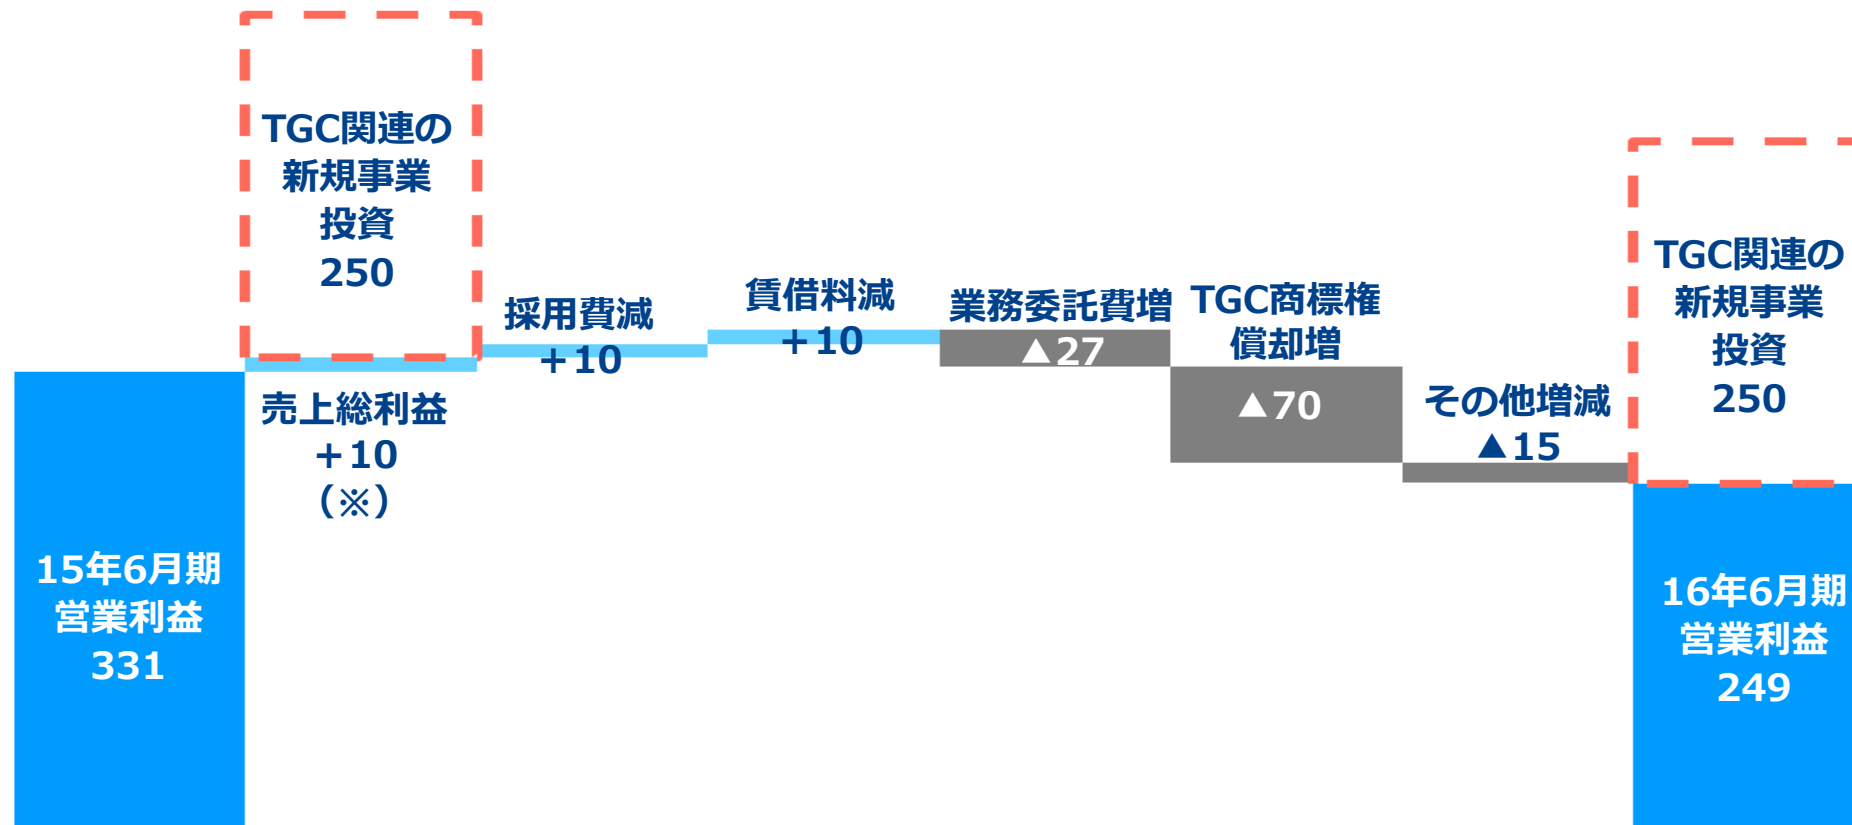 TGC関連の
新規事業
投資
250
15年6月期
営業利益
331
売上総利益
+10
（※）
採用費減
+10
賃借料減
+10
業務委託費増
▲27
TGC商標権
償却増
▲70
その他増減
▲15
TGC関連の
新規事業
投資
250
16年6月期
営業利益
249